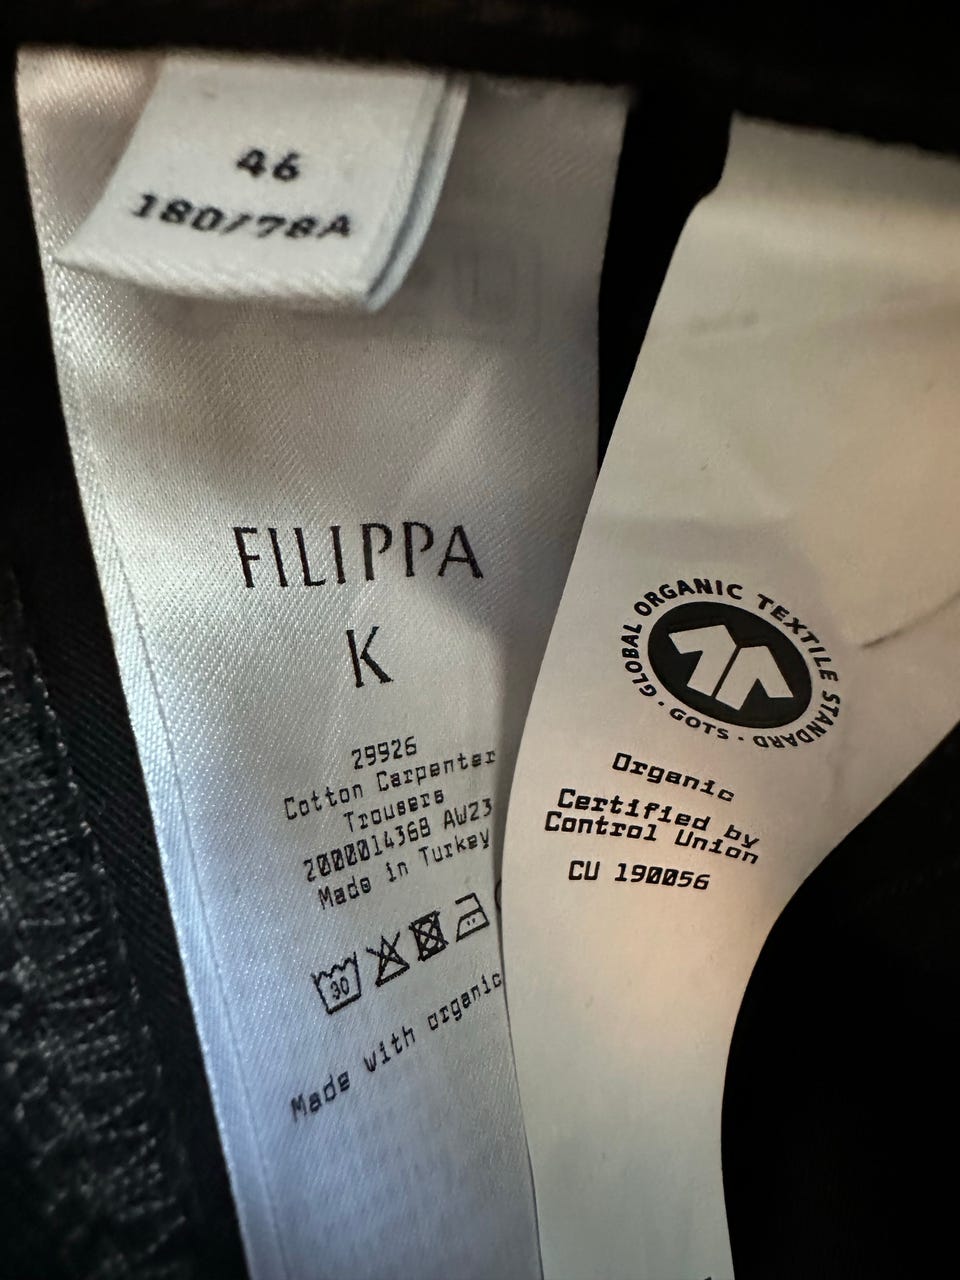 46
180/78A
FILIPPA
K
29926
Cotton Carpenter
Trousers
2000014368 AW23
Made in Turkey
30
Made with organic
GLOBAL ORGANIC TEXTILE STANDARD
· GOTS ·
Organic
Certified by
Control Union
CU 190056